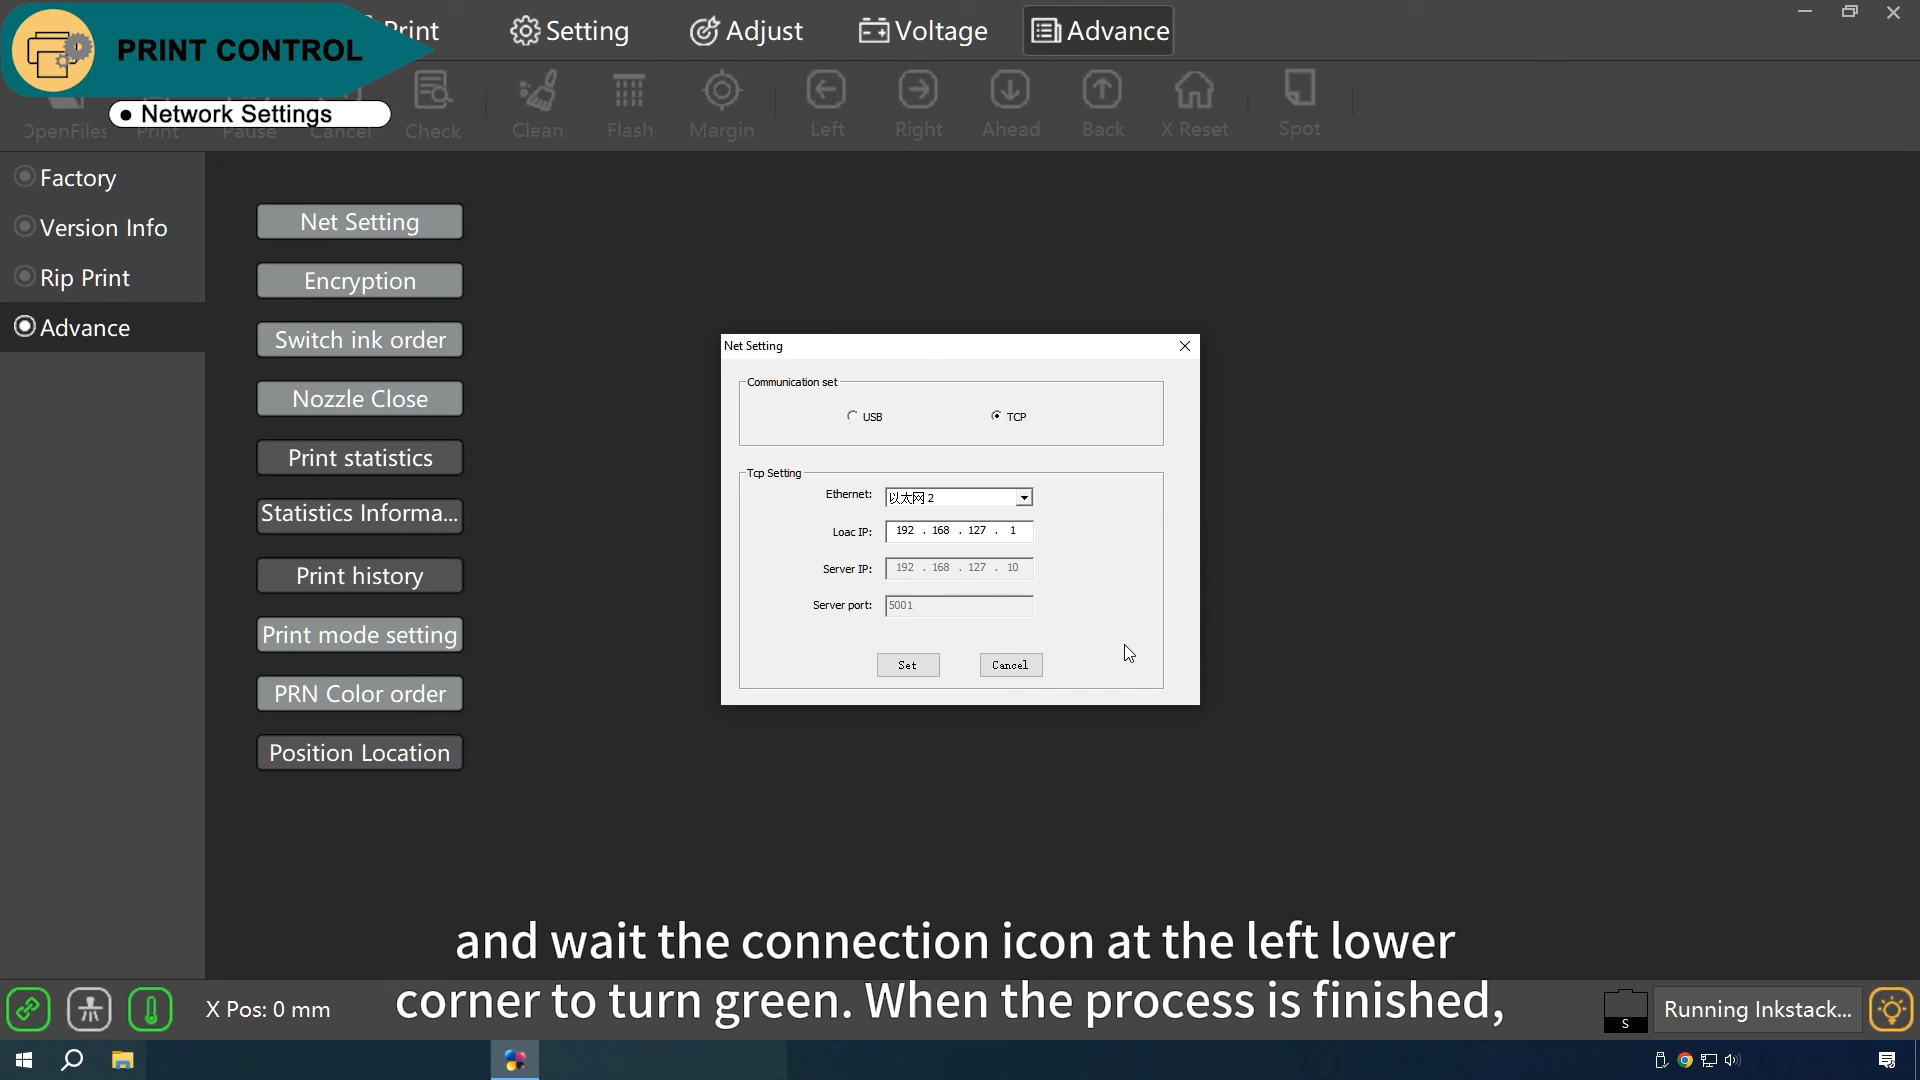 PRINT CONTROL
Print
Setting
Adjust
Voltage
Advance
● Network Settings
OpenFiles
Print
Pause
Cancel
Check
Clean
Flash
Margin
Left
Right
Ahead
Back
X Reset
Spot
Factory
Version Info
Rip Print
Advance
Net Setting
Encryption
Switch ink order
Nozzle Close
Print statistics
Statistics Informa...
Print history
Print mode setting
PRN Color order
Position Location
Net Setting
Communication set
USB
TCP
Tcp Setting
Ethernet: 以太网 2
Loac IP: 192 . 168 . 127 . 1
Server IP: 192 . 168 . 127 . 10
Server port: 5001
Set
Cancel
and wait the connection icon at the left lower
corner to turn green. When the process is finished,
X Pos: 0 mm
S
Running Inkstack...